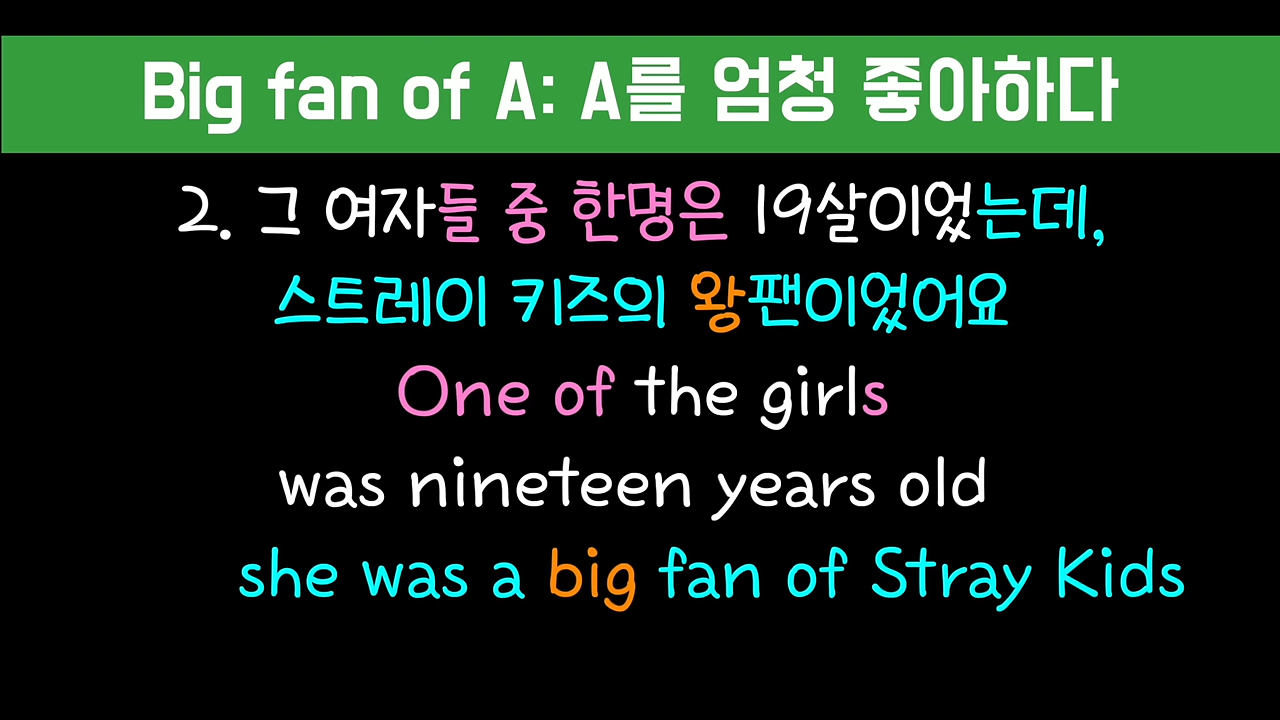 Big fan of A: A를 엄청 좋아하다
2. 그 여자들 중 한명은 19살이었는데,
스트레이 키즈의 왕팬이었어요
One of the girls
was nineteen years old
she was a big fan of Stray Kids